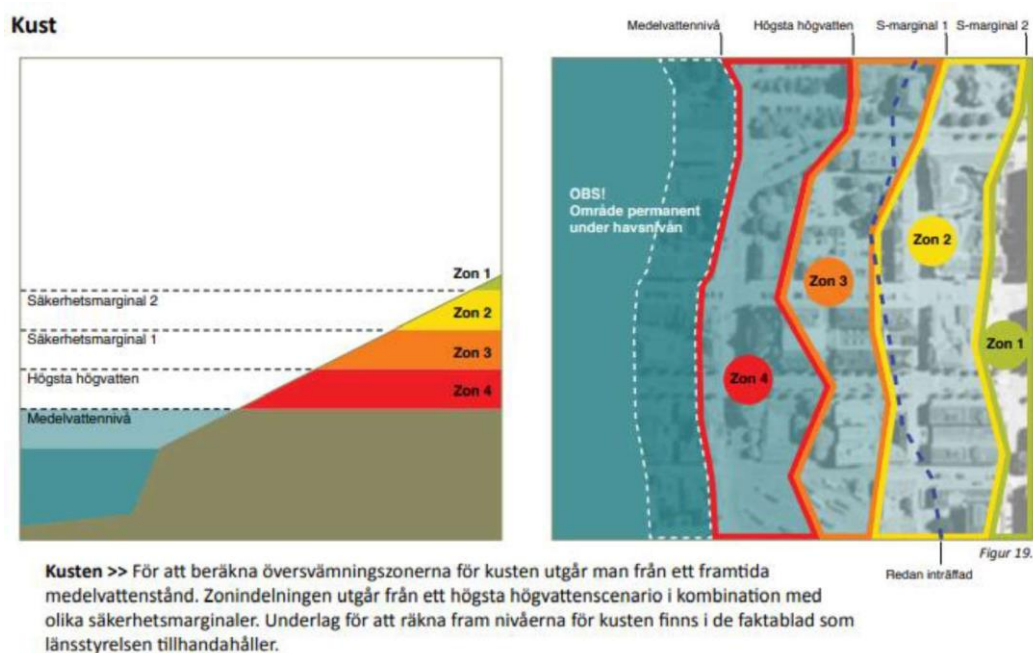 Kust
Medelvattennivå
Högsta högvatten
S-marginal 1
S-marginal 2
Zon 1
Säkerhetsmarginal 2
Zon 2
Säkerhetsmarginal 1
Zon 3
Högsta högvatten
Zon 4
Medelvattennivå
OBS!
Område permanent
under havsnivån
Zon 2
Zon 3
Zon 1
Zon 4
Figur 19.
Redan inträffad
Kusten >> För att beräkna översvämningszonerna för kusten utgår man från ett framtida
medelvattenstånd. Zonindelningen utgår från ett högsta högvattenscenario i kombination med
olika säkerhetsmarginaler. Underlag för att räkna fram nivåerna för kusten finns i de faktablad som
länsstyrelsen tillhandahåller.